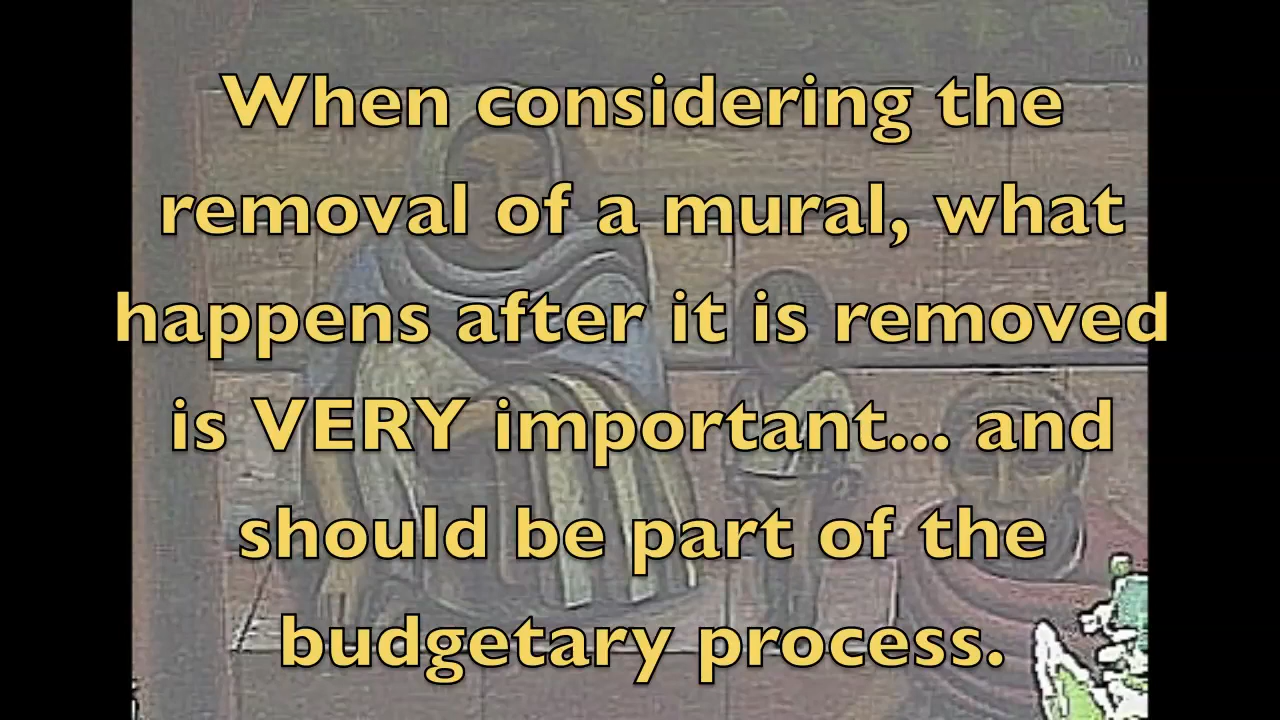 When considering the
removal of a mural, what
happens after it is removed
is VERY important... and
should be part of the
budgetary process.